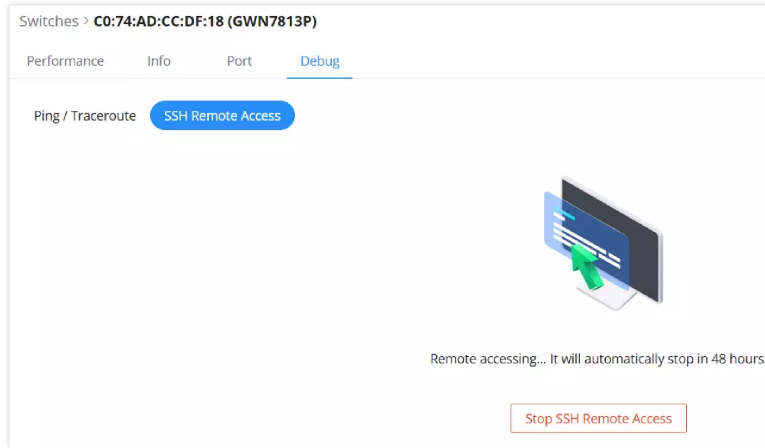 Switches > C0:74:AD:CC:DF:18 (GWN7813P)
Performance Info Port Debug
Ping / Traceroute SSH Remote Access
Remote accessing... It will automatically stop in 48 hours
Stop SSH Remote Access